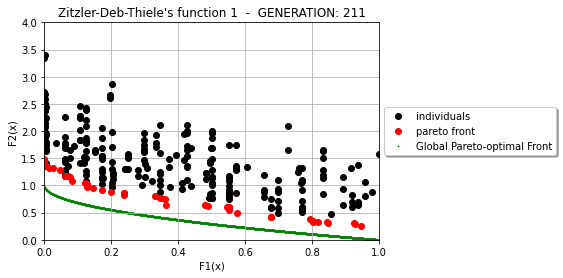 Zitzler-Deb-Thiele's function 1 - GENERATION: 211
4.0
3.5
3.0
2.5
2.0
1.5
1.0
0.5
0.0
F2(x)
0.0 0.2 0.4 0.6 0.8 1.0
F1(x)
individuals
pareto front
Global Pareto-optimal Front